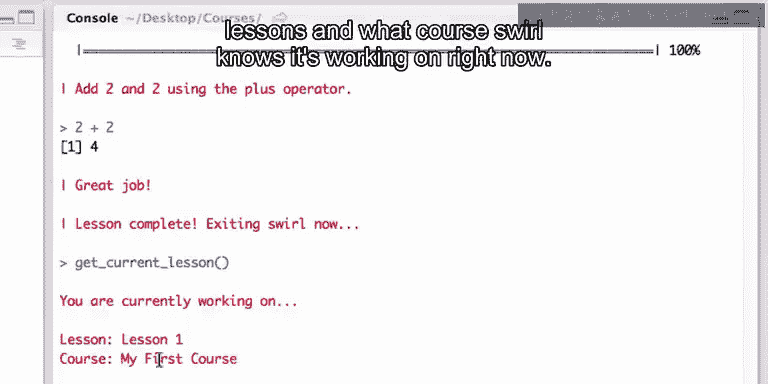 Console ~/Desktop/Courses/
lessons and what course swirl
knows it's working on right now.
|================================================| 100%
| Add 2 and 2 using the plus operator.
> 2 + 2
[1] 4
| Great job!
| Lesson complete! Exiting swirl now...
> get_current_lesson()
You are currently working on...
Lesson: Lesson 1
Course: My First Course